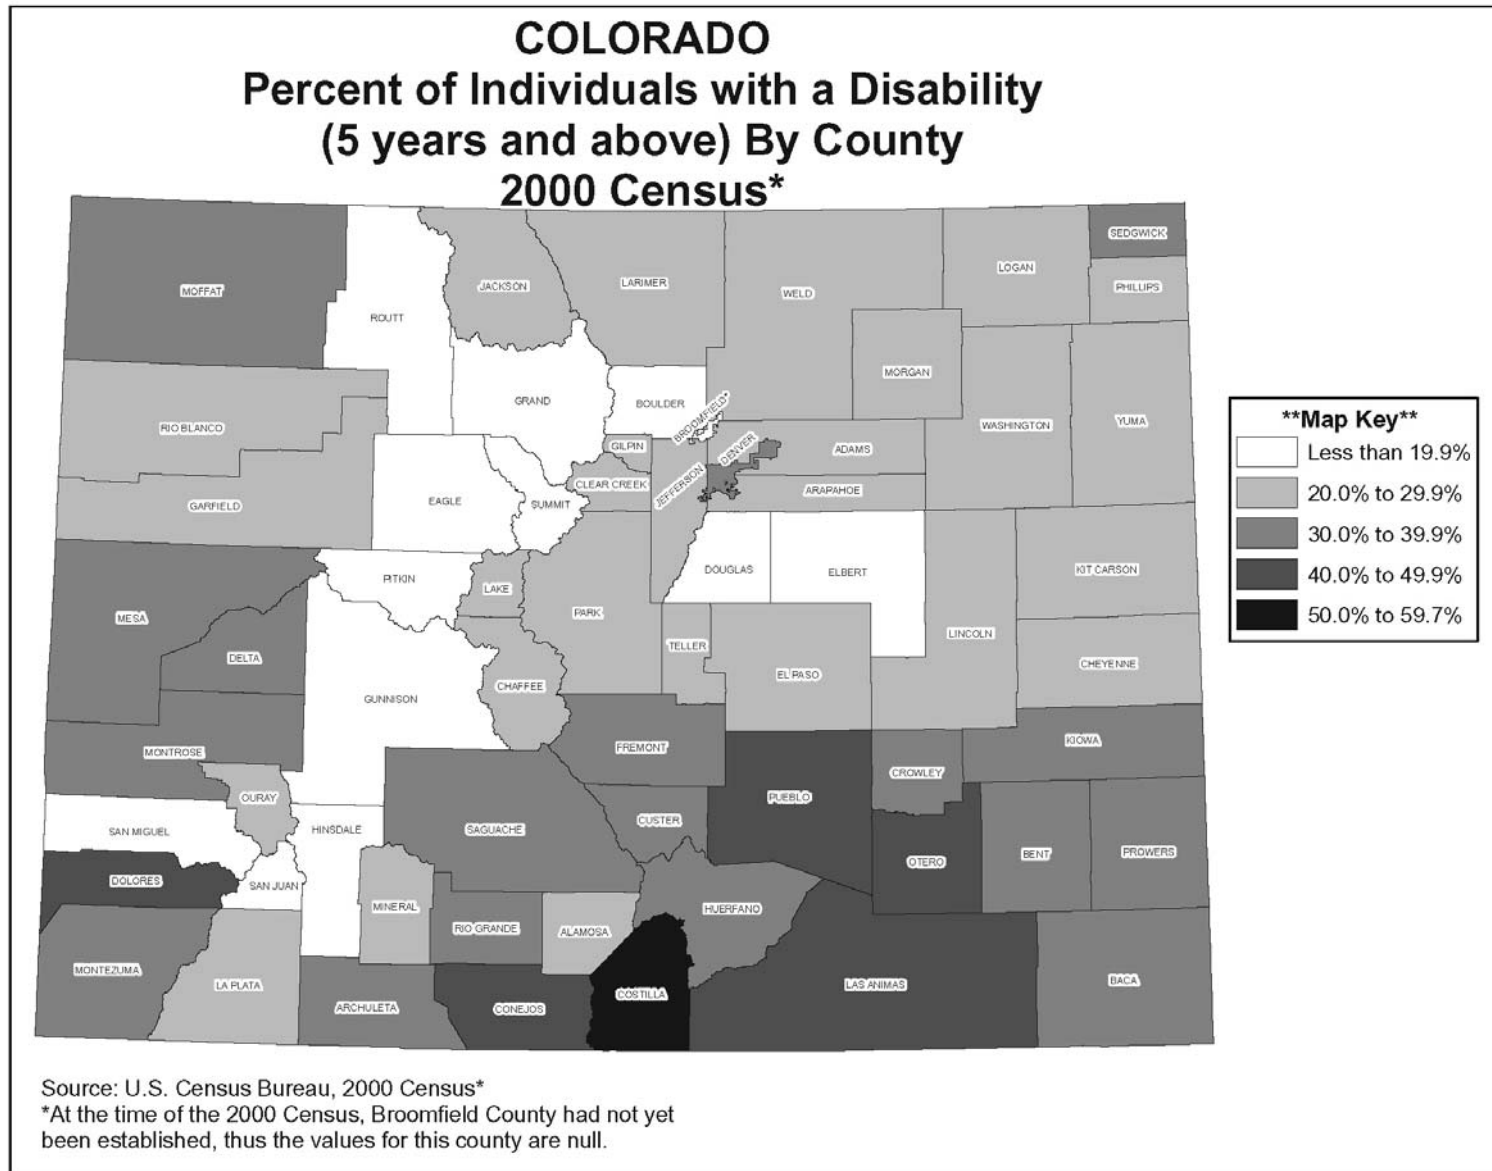 COLORADO
Percent of Individuals with a Disability
(5 years and above) By County
2000 Census*
SEDGWICK
LOGAN
JACKSON
LARIMER
PHILLIPS
MOFFAT
WELD
ROUTT
MORGAN
GRAND
BOULDER
BROOMFIELD*
YUMA
WASHINGTON
RIO BLANCO
GILPIN
DENVER
ADAMS
CLEAR CREEK
JEFFERSON
ARAPAHOE
EAGLE
SUMMIT
GARFIELD
DOUGLAS
ELBERT
KIT CARSON
PITKIN
LAKE
PARK
MESA
TELLER
LINCOLN
DELTA
CHEYENNE
EL PASO
CHAFFEE
GUNNISON
FREMONT
KIOWA
MONTROSE
CROWLEY
OURAY
PUEBLO
SAN MIGUEL
HINSDALE
SAGUACHE
CUSTER
OTERO
BENT
PROWERS
DOLORES
SAN JUAN
MINERAL
HUERFANO
RIO GRANDE
ALAMOSA
MONTEZUMA
LA PLATA
COSTILLA
LAS ANIMAS
BACA
ARCHULETA
CONEJOS
**Map Key**
Less than 19.9%
20.0% to 29.9%
30.0% to 39.9%
40.0% to 49.9%
50.0% to 59.7%
Source: U.S. Census Bureau, 2000 Census*
*At the time of the 2000 Census, Broomfield County had not yet
been established, thus the values for this county are null.